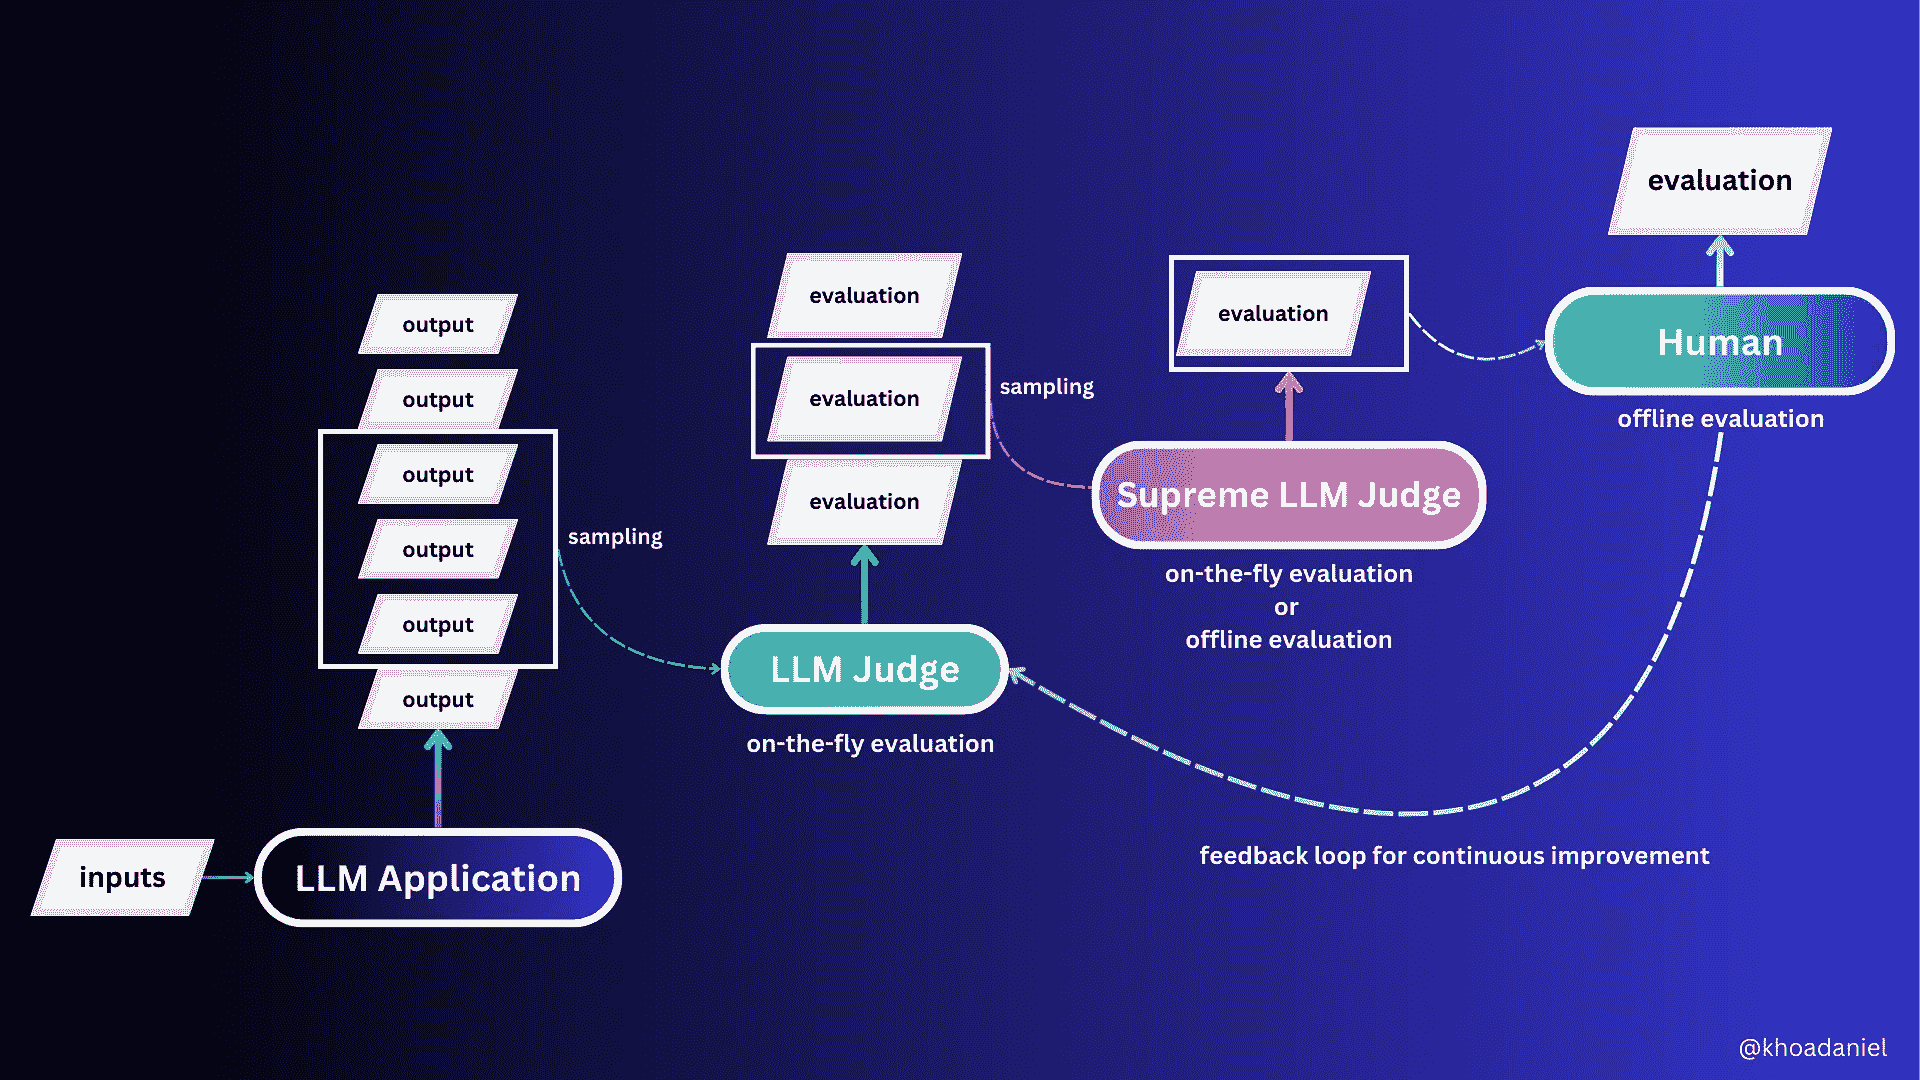 evaluation
evaluation
output
evaluation
Human
output
evaluation
sampling
offline evaluation
output
evaluation
Supreme LLM Judge
output
sampling
on-the-fly evaluation
or
offline evaluation
output
LLM Judge
output
on-the-fly evaluation
feedback loop for continuous improvement
inputs
LLM Application
@khoadaniel